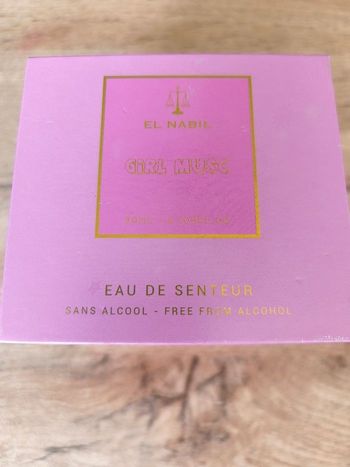 EL NABIL
GIRL MUSC
EAU DE SENTEUR
SANS ALCOOL - FREE FROM ALCOHOL